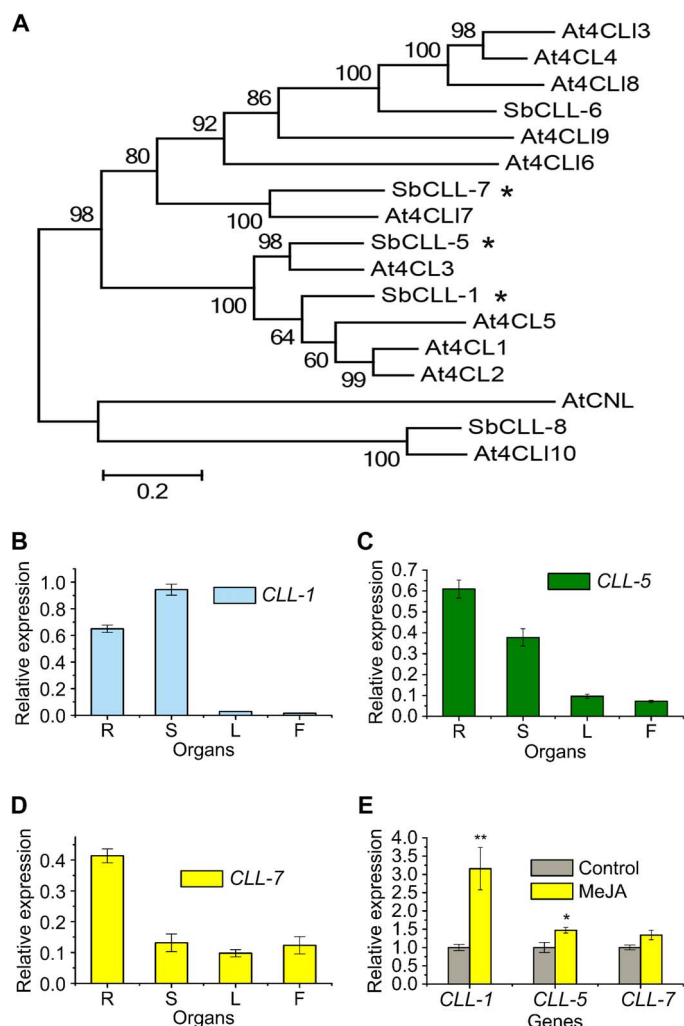 A
98
At4CLl3
100
At4CL4
100
At4CLl8
86
SbCLL-6
92
At4CLl9
80
At4CLl6
98
SbCLL-7 *
100
At4CLl7
98
SbCLL-5 *
At4CL3
100
SbCLL-1 *
64
At4CL5
60
At4CL1
99
At4CL2
AtCNL
SbCLL-8
100
At4CLl10
0.2
B
Relative expression
1.0
0.8
0.6
0.4
0.2
0.0
CLL-1
R S L F
Organs
C
Relative expression
0.7
0.6
0.5
0.4
0.3
0.2
0.1
0.0
CLL-5
R S L F
Organs
D
Relative expression
0.4
0.3
0.2
0.1
0.0
CLL-7
R S L F
Organs
E
Relative expression
4.0
3.5
3.0
2.5
2.0
1.5
1.0
0.5
0.0
**
*
Control
MeJA
CLL-1 CLL-5 CLL-7
Genes